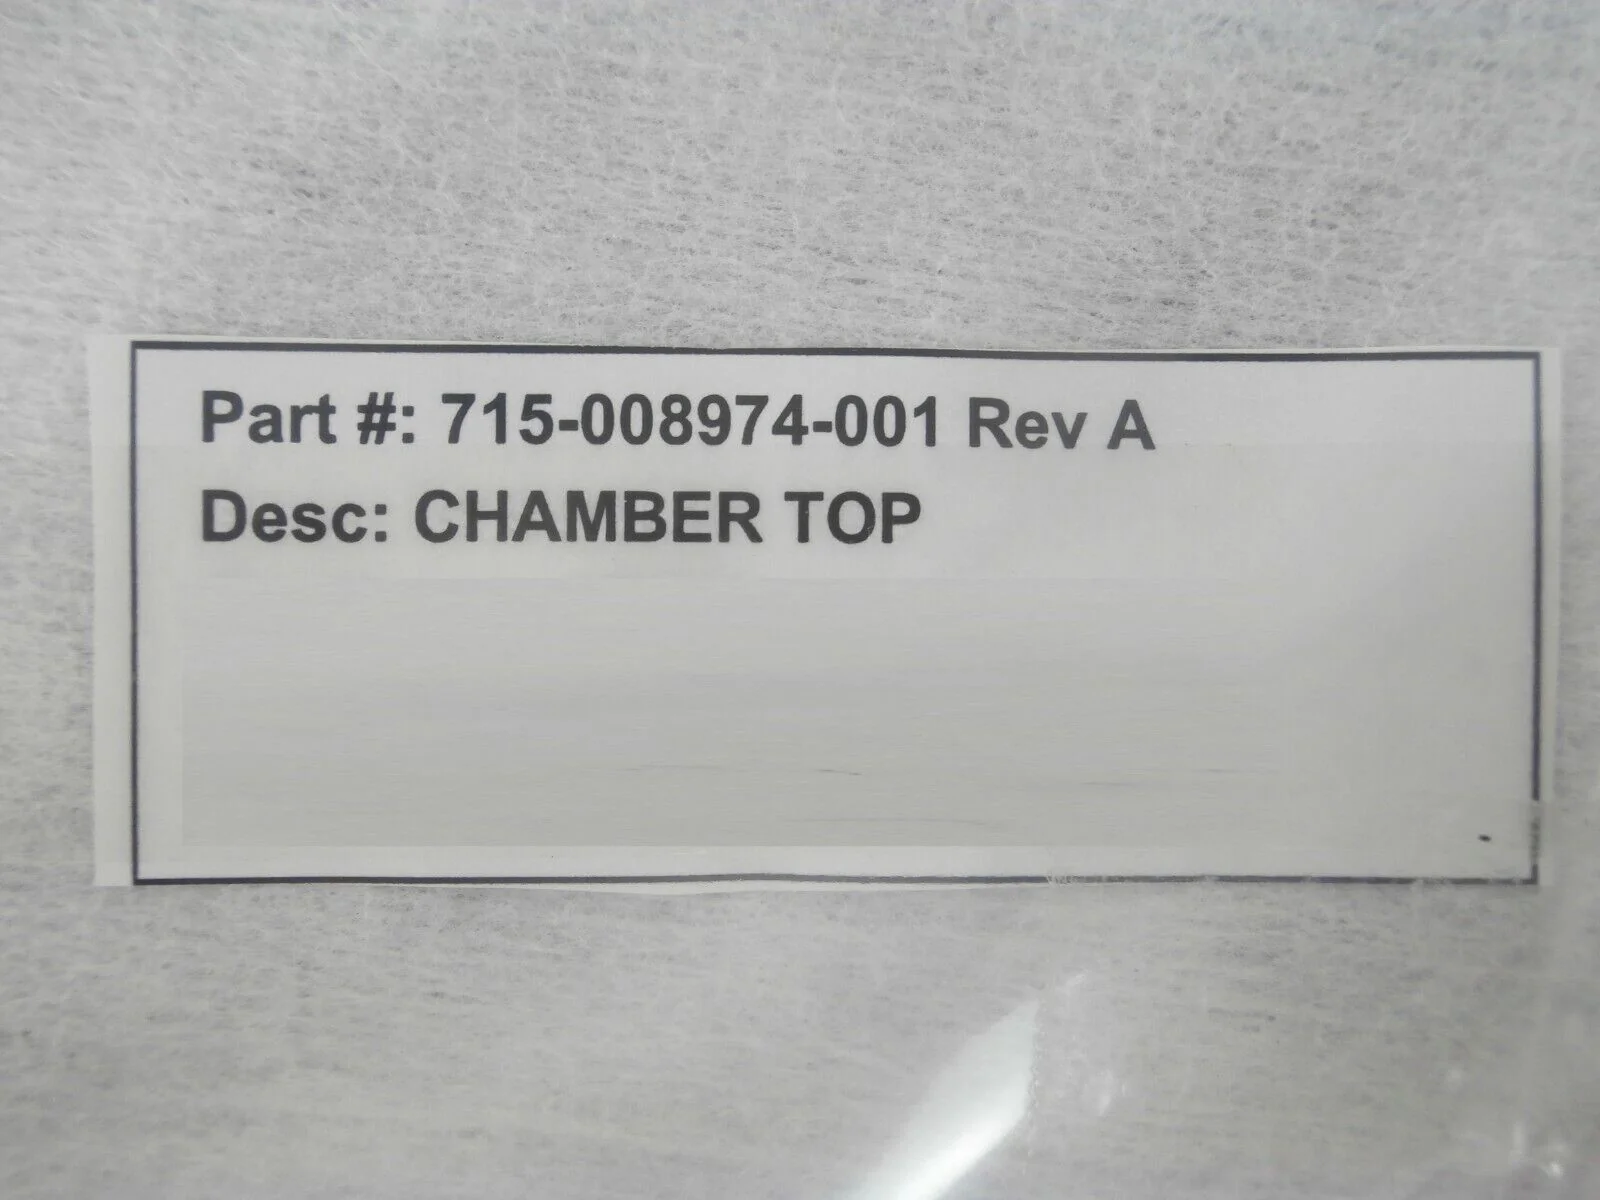 Part #: 715-008974-001 Rev A
Desc: CHAMBER TOP